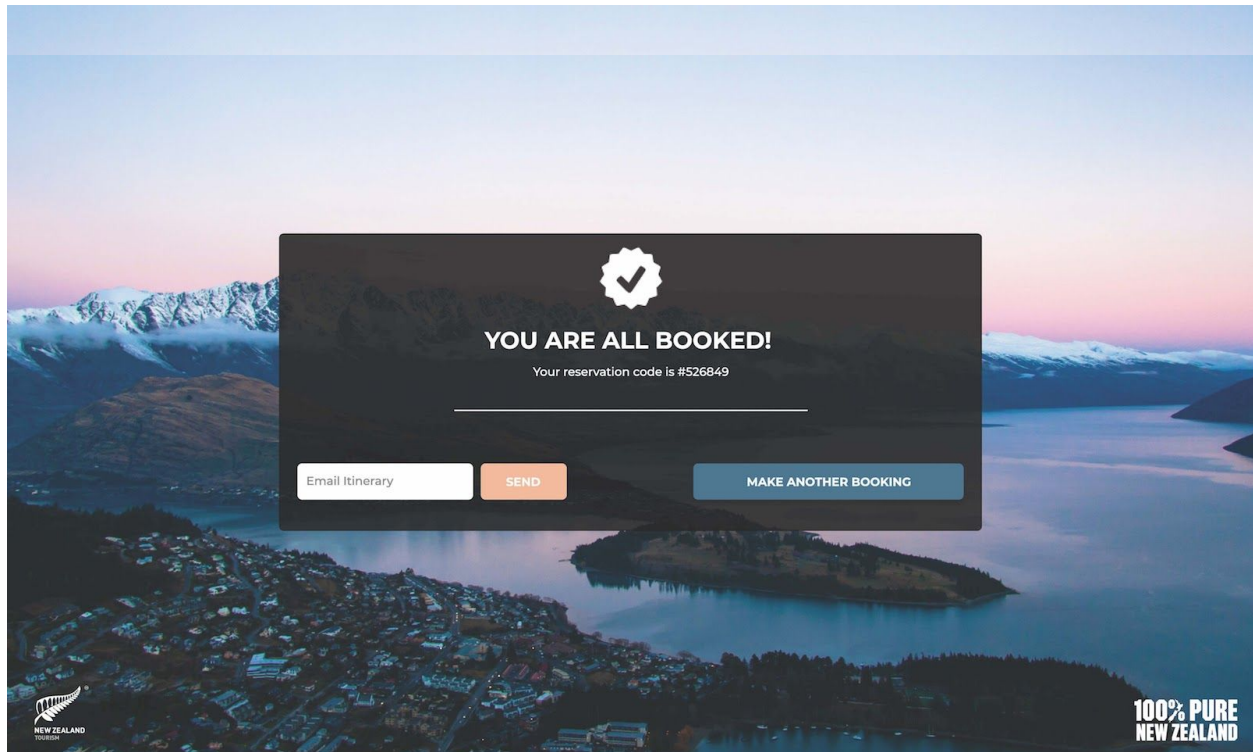 YOU ARE ALL BOOKED!
Your reservation code is #526849
Email Itinerary
SEND
MAKE ANOTHER BOOKING
NEW ZEALAND
TOURISM
100% PURE
NEW ZEALAND